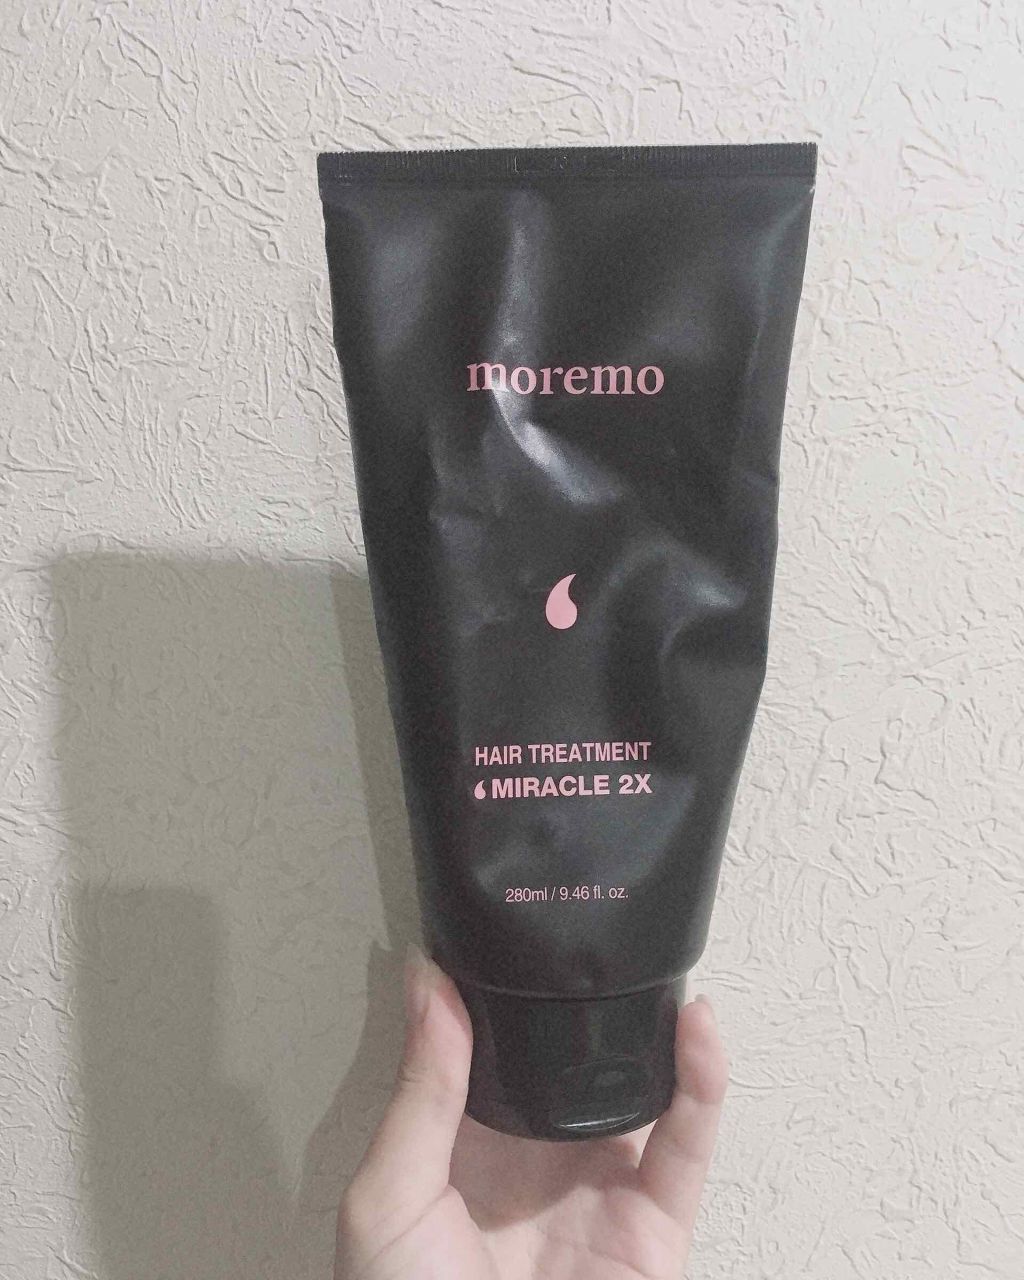 moremo
HAIR TREATMENT
MIRACLE 2X
280ml / 9.46 fl. oz.